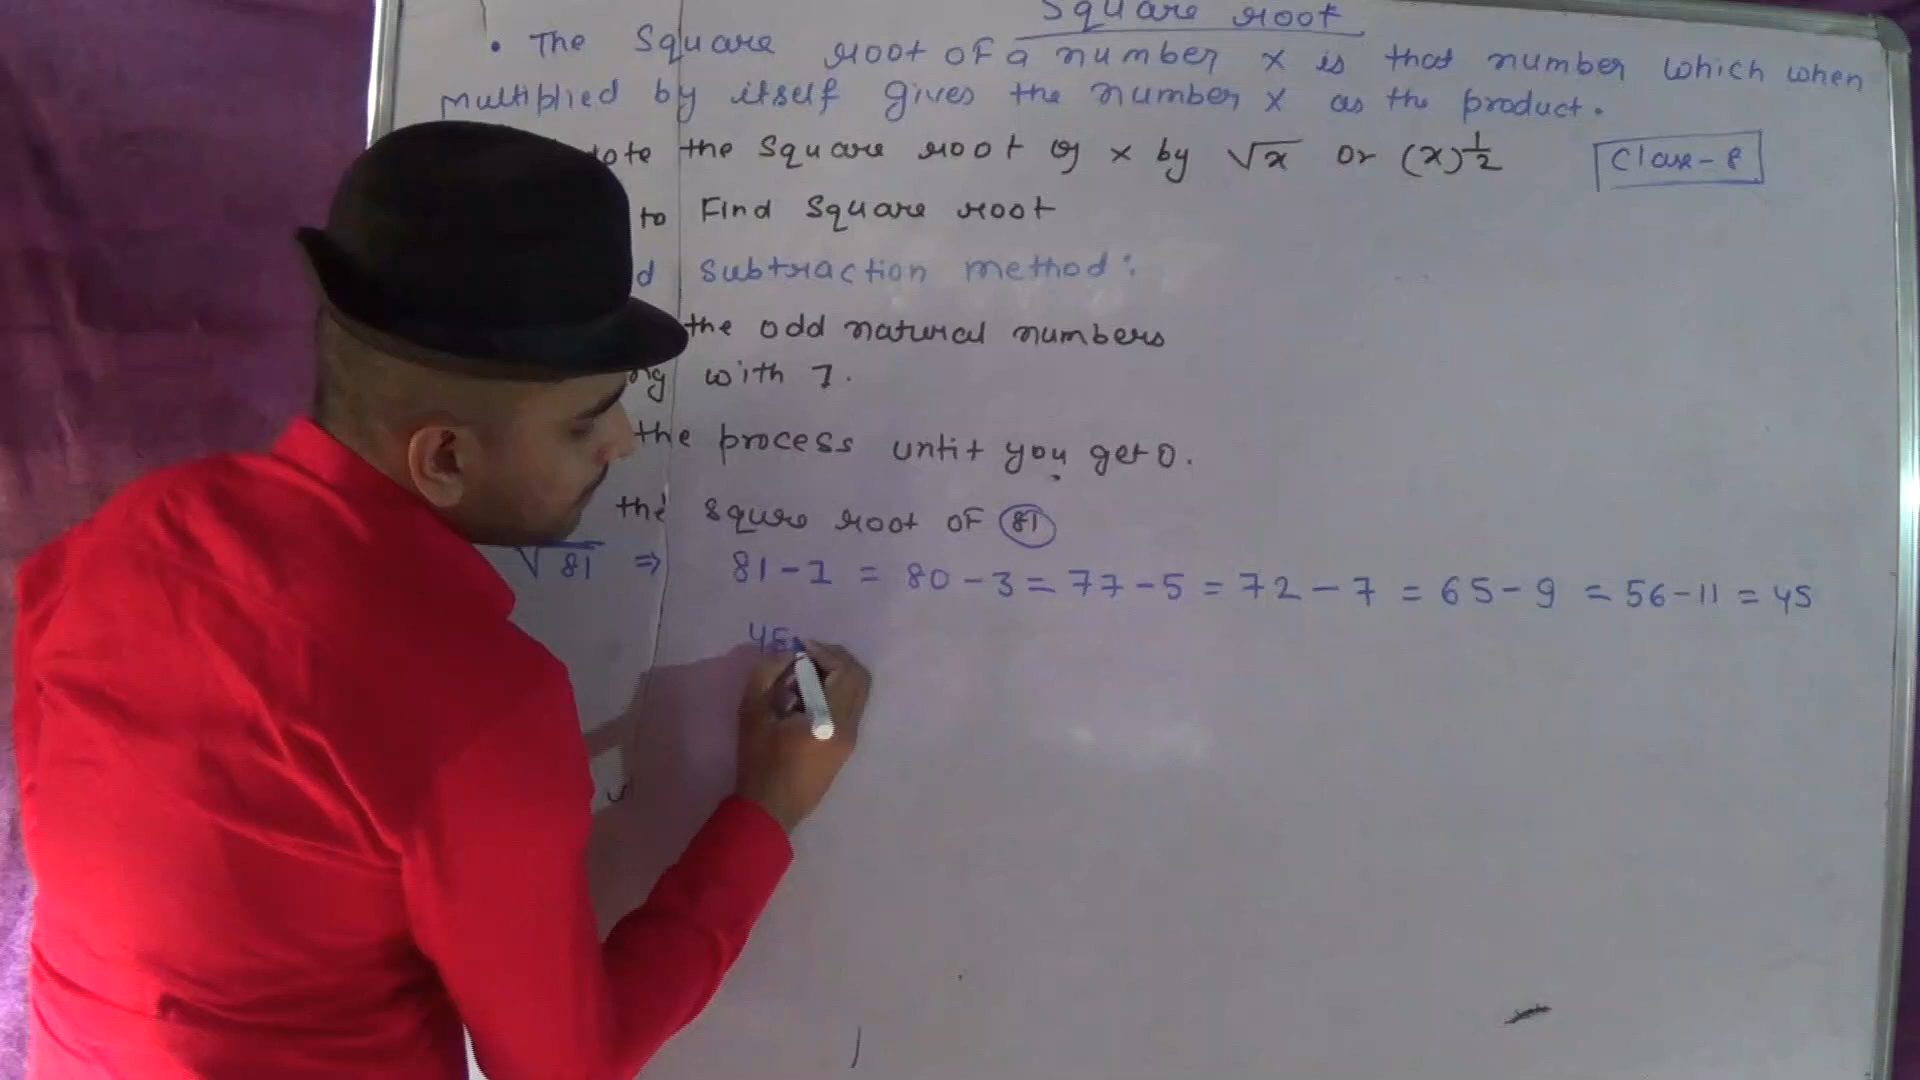 Square root
• The Square root of a number x is that number which when
multiplied by itself gives the number x as the product.
the square root of x by √x or (x)^1/2
Class-8
to Find square root
subtraction method:
the odd natural numbers
with 1.
the process until you get 0.
the squre root of 81
√81 ⇒ 81 - 1 = 80 - 3 = 77 - 5 = 72 - 7 = 65 - 9 = 56 - 11 = 45
45